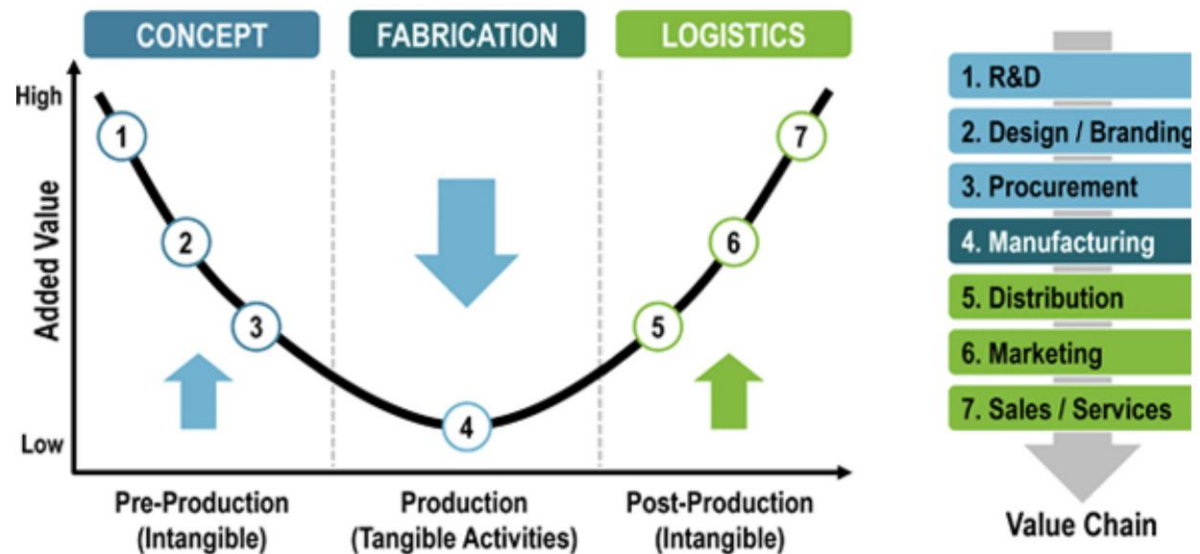 CONCEPT
FABRICATION
LOGISTICS
High
Added Value
Low
1
2
3
4
5
6
7
Pre-Production
(Intangible)
Production
(Tangible Activities)
Post-Production
(Intangible)
1. R&D
2. Design / Branding
3. Procurement
4. Manufacturing
5. Distribution
6. Marketing
7. Sales / Services
Value Chain